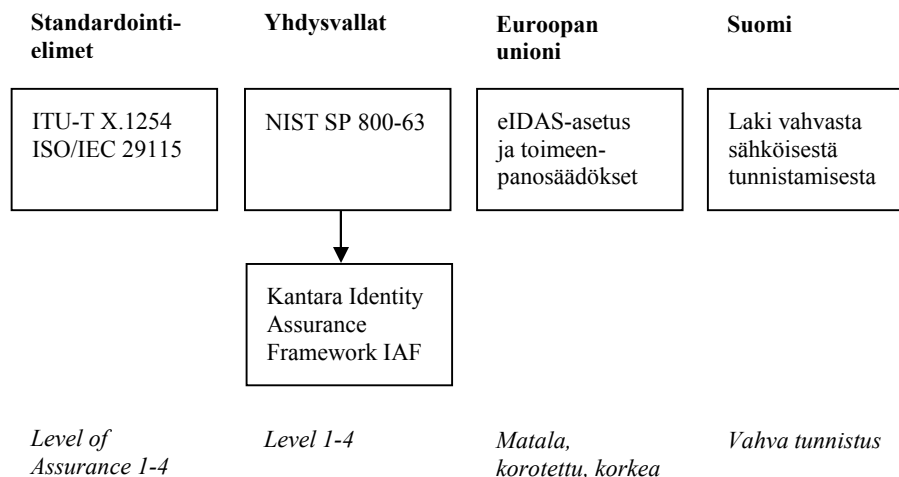 Standardointi-
elimet
Yhdysvallat
Euroopan
unioni
Suomi
ITU-T X.1254
ISO/IEC 29115
NIST SP 800-63
eIDAS-asetus
ja toimeen-
panosäädökset
Laki vahvasta
sähköisestä
tunnistamisesta
Kantara Identity
Assurance
Framework IAF
Level of
Assurance 1-4
Level 1-4
Matala,
korotettu, korkea
Vahva tunnistus